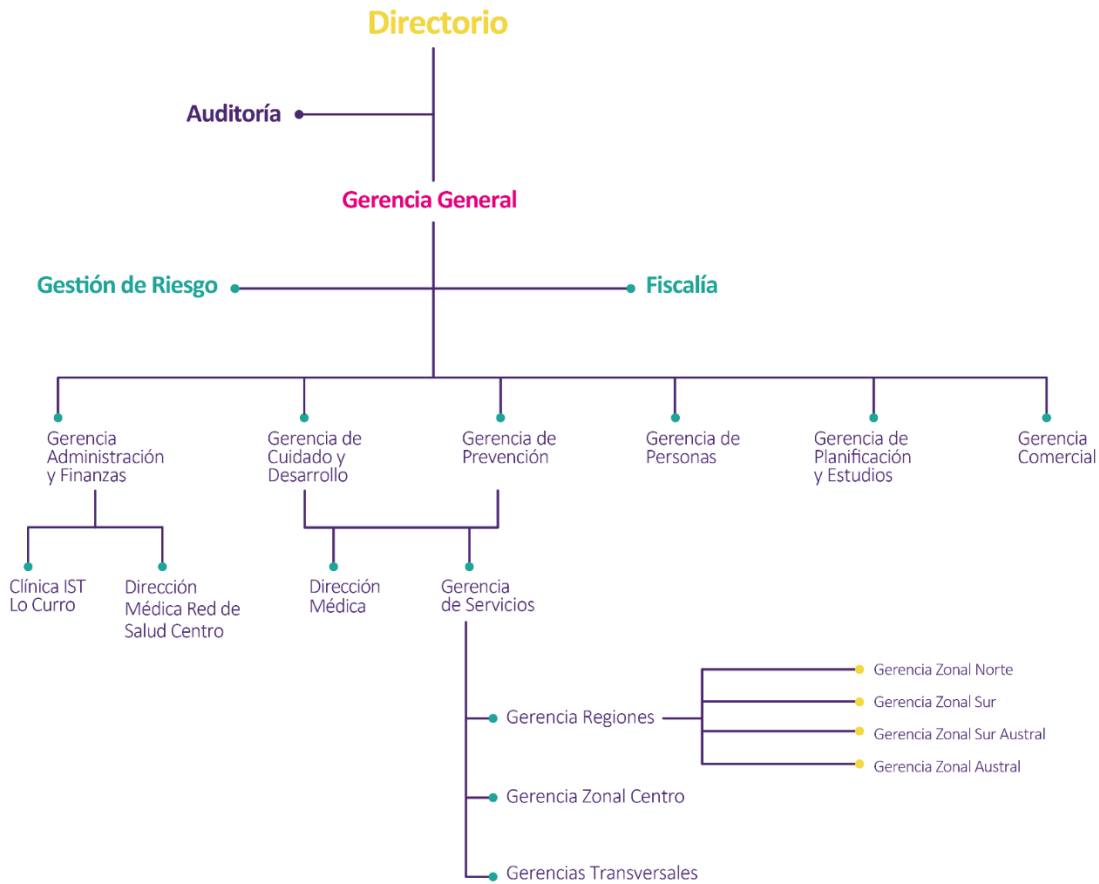 Directorio
Auditoría
Gerencia General
Gestión de Riesgo
Fiscalía
Gerencia
Administración
y Finanzas
Gerencia de
Cuidado y
Desarrollo
Gerencia de
Prevención
Gerencia de
Personas
Gerencia de
Planificación
y Estudios
Gerencia
Comercial
Clínica IST
Lo Curro
Dirección
Médica Red de
Salud Centro
Dirección
Médica
Gerencia
de Servicios
Gerencia Regiones
Gerencia Zonal Norte
Gerencia Zonal Sur
Gerencia Zonal Sur Austral
Gerencia Zonal Austral
Gerencia Zonal Centro
Gerencias Transversales